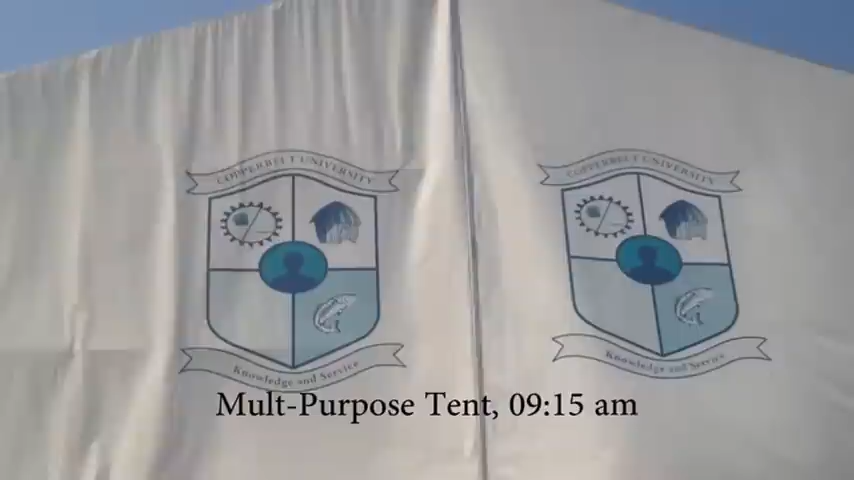 COPPERBELT UNIVERSITY
COPPERBELT UNIVERSITY
Knowledge and Service
Knowledge and Service
Mult-Purpose Tent, 09:15 am